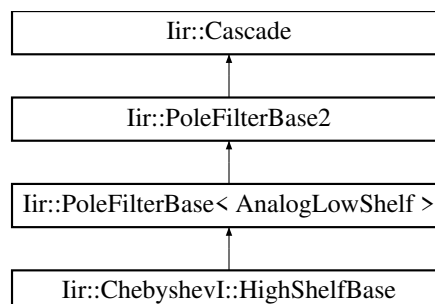 Iir::Cascade
Iir::PoleFilterBase2
Iir::PoleFilterBase< AnalogLowShelf >
Iir::ChebyshevI::HighShelfBase